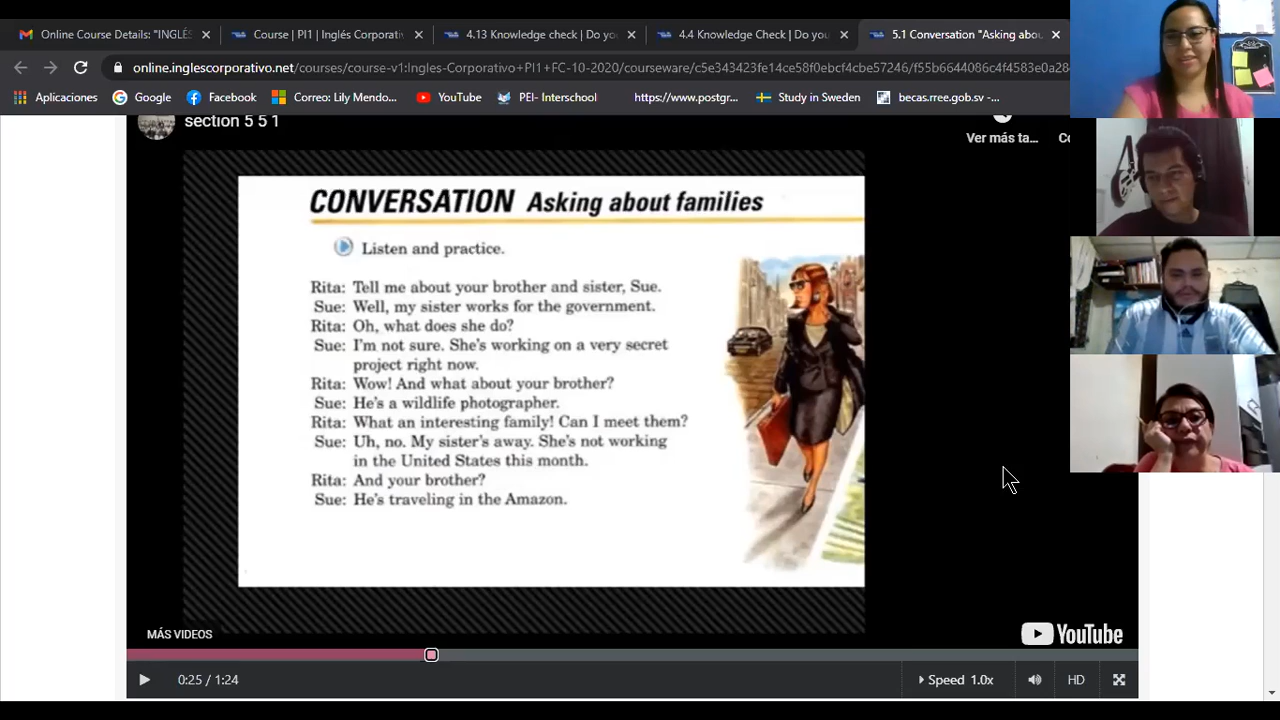 Online Course Details: "INGLÉS
Course | PI1 | Inglés Corporativ
4.13 Knowledge check | Do yo
4.4 Knowledge Check | Do you
5.1 Conversation "Asking abou
online.inglescorporativo.net/courses/course-v1:Ingles-Corporativo+PI1+FC-10-2020/courseware/c5e343423fe14ce58f0ebcf4cbe57246/f55b6644086c4f4583e0a284
Aplicaciones
Google
Facebook
Correo: Lily Mendo...
YouTube
PEI- Interschool
https://www.postgr...
Study in Sweden
becas.rree.gob.sv -...
section 5 5 1
Ver más ta...
CONVERSATION Asking about families
Listen and practice.
Rita: Tell me about your brother and sister, Sue.
Sue: Well, my sister works for the government.
Rita: Oh, what does she do?
Sue: I'm not sure. She's working on a very secret
project right now.
Rita: Wow! And what about your brother?
Sue: He's a wildlife photographer.
Rita: What an interesting family! Can I meet them?
Sue: Uh, no. My sister's away. She's not working
in the United States this month.
Rita: And your brother?
Sue: He's traveling in the Amazon.
MÁS VIDEOS
YouTube
0:25 / 1:24
Speed 1.0x
HD